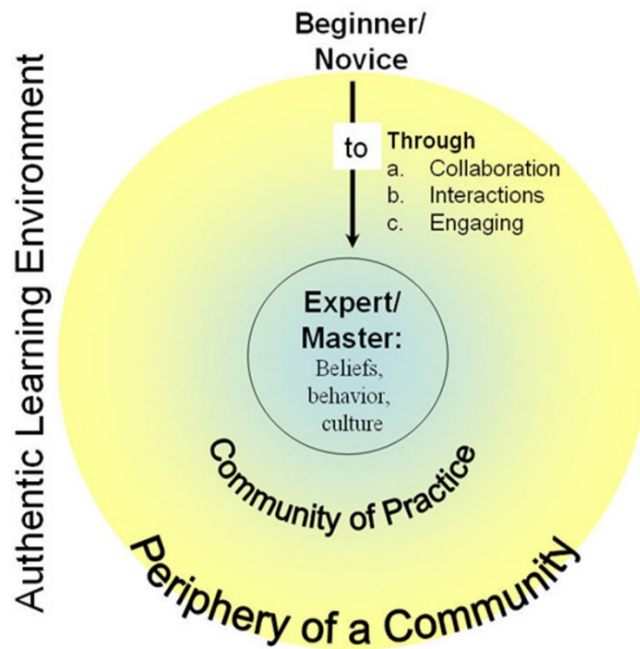 Authentic Learning Environment
Beginner/
Novice
to
Through
a. Collaboration
b. Interactions
c. Engaging
Expert/
Master:
Beliefs,
behavior,
culture
Community of Practice
Periphery of a Community